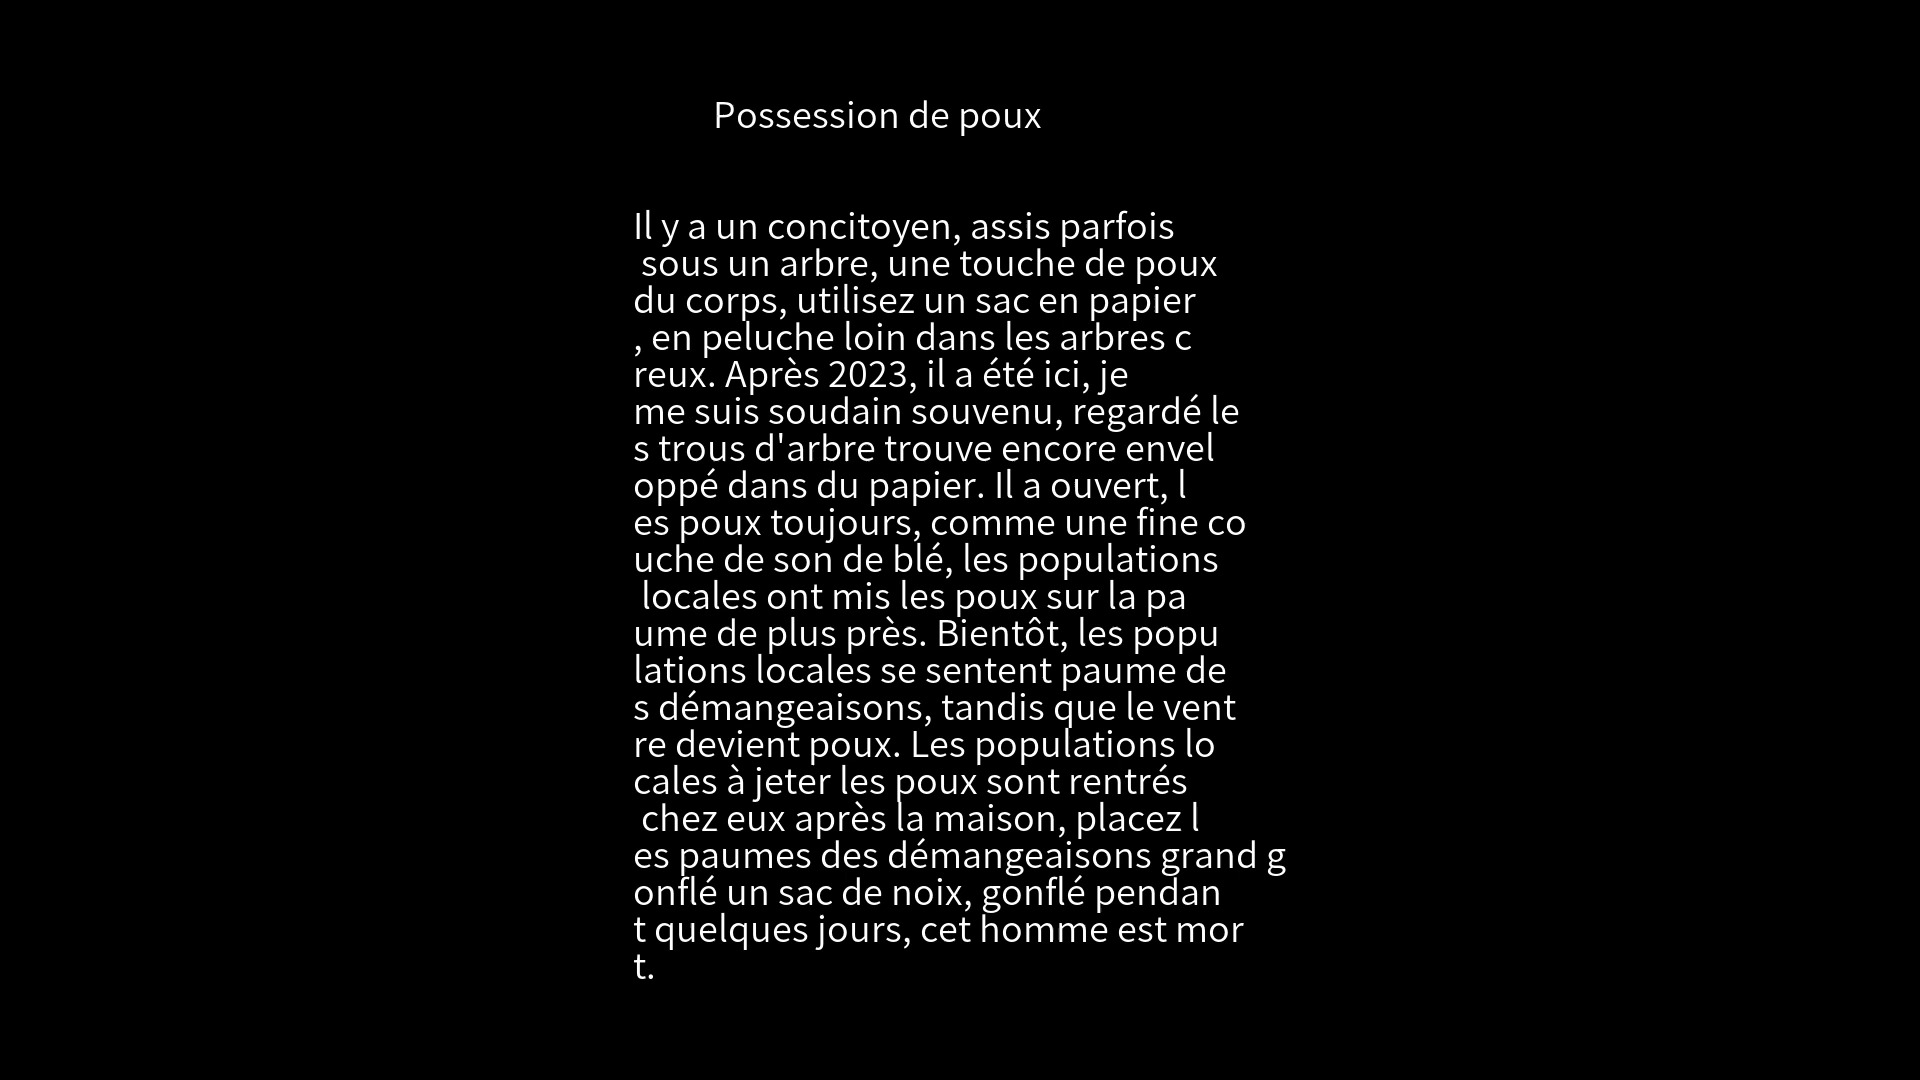 Possession de poux
Il y a un concitoyen, assis parfois
sous un arbre, une touche de poux
du corps, utilisez un sac en papier
, en peluche loin dans les arbres c
reux. Après 2023, il a été ici, je
me suis soudain souvenu, regardé le
s trous d'arbre trouve encore envel
oppé dans du papier. Il a ouvert, l
es poux toujours, comme une fine co
uche de son de blé, les populations
locales ont mis les poux sur la pa
ume de plus près. Bientôt, les popu
lations locales se sentent paume de
s démangeaisons, tandis que le vent
re devient poux. Les populations lo
cales à jeter les poux sont rentrés
chez eux après la maison, placez l
es paumes des démangeaisons grand g
onflé un sac de noix, gonflé pendan
t quelques jours, cet homme est mor
t.